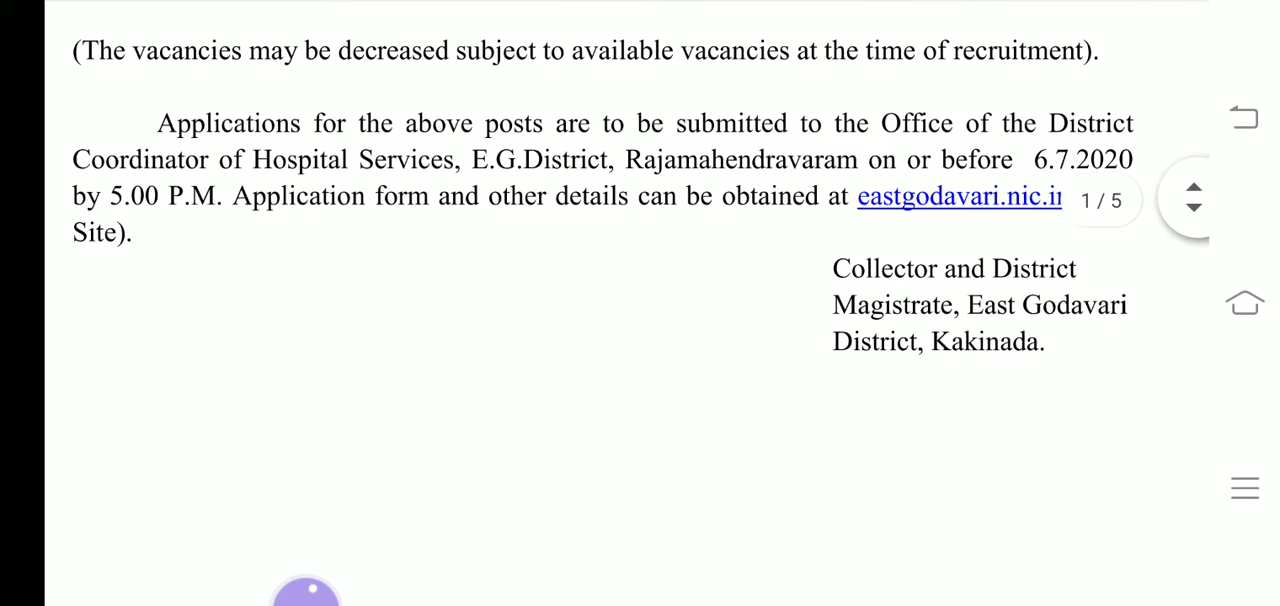 (The vacancies may be decreased subject to available vacancies at the time of recruitment).
Applications for the above posts are to be submitted to the Office of the District
Coordinator of Hospital Services, E.G.District, Rajamahendravaram on or before 6.7.2020
by 5.00 P.M. Application form and other details can be obtained at eastgodavari.nic.i
1 / 5
Site).
Collector and District
Magistrate, East Godavari
District, Kakinada.